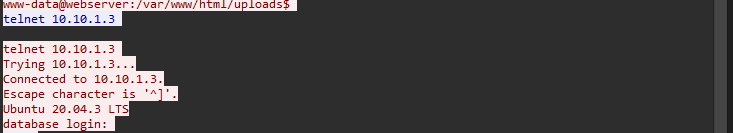 www-data@webserver:/var/www/html/uploads$
telnet 10.10.1.3
telnet 10.10.1.3
Trying 10.10.1.3...
Connected to 10.10.1.3.
Escape character is '^]'.
Ubuntu 20.04.3 LTS
database login: